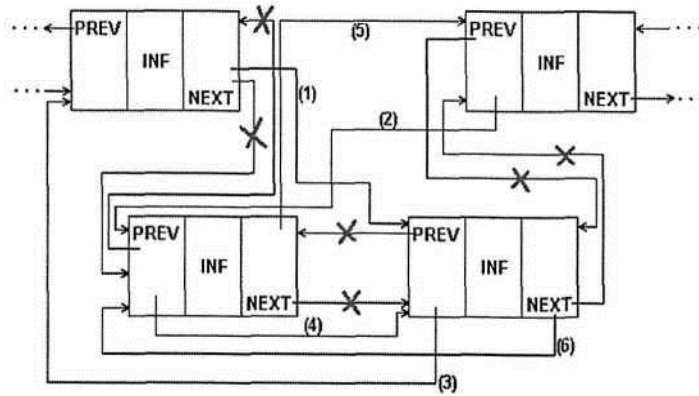 PREV INF NEXT
(5)
PREV INF NEXT
(1)
(2)
PREV INF NEXT
PREV INF NEXT
(4)
(6)
(3)